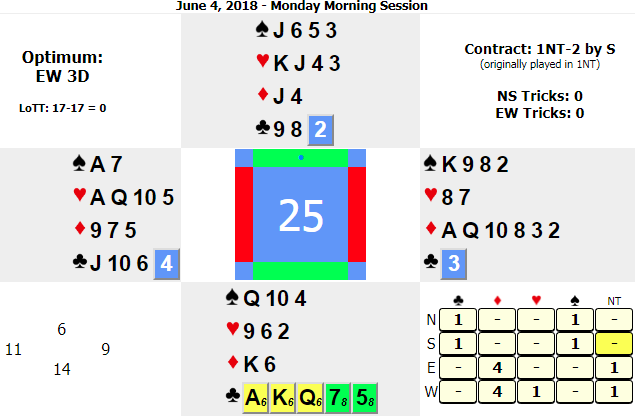 June 4, 2018 - Monday Morning Session
Optimum:
EW 3D
LoTT: 17-17 = 0
♠ J 6 5 3
♥ K J 4 3
♦ J 4
♣ 9 8 2
Contract: 1NT-2 by S
(originally played in 1NT)
NS Tricks: 0
EW Tricks: 0
♠ A 7
♥ A Q 10 5
♦ 9 7 5
♣ J 10 6 4
25
♠ K 9 8 2
♥ 8 7
♦ A Q 10 8 3 2
♣ 3
6
11 9
14
♠ Q 10 4
♥ 9 6 2
♦ K 6
♣ A6 K6 Q6 78 58
♣ ♦ ♥ ♠ NT
N 1 - - 1 -
S 1 - - 1 -
E - 4 - - 1
W - 4 1 - 1